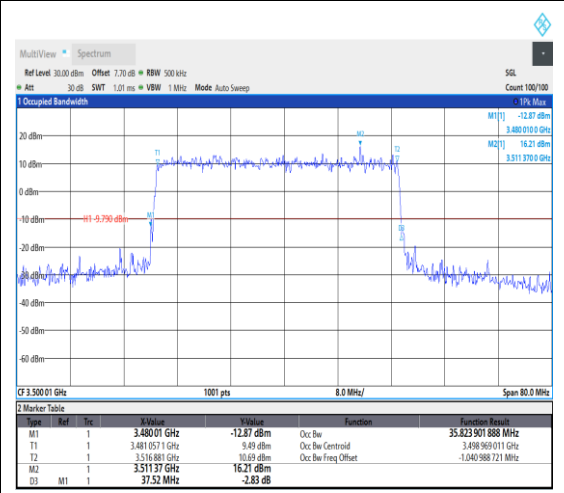 MultiView Spectrum
Ref Level 30.00 dBm Offset 7.70 dB RBW 500 kHz SGL
Att 30 dB SWT 1.01 ms VBW 1 MHz Mode Auto Sweep Count 100/100
1 Occupied Bandwidth 1Pk Max
M1[1] -12.87 dBm
3.480 010 0 GHz
M2[1] 16.21 dBm
3.511 370 0 GHz
20 dBm
M2
T1
T2
10 dBm
0 dBm
M1
-10 dBm
H1 -9.790 dBm
D3
-20 dBm
-30 dBm
-40 dBm
-50 dBm
-60 dBm
CF 3.500 01 GHz 1001 pts 8.0 MHz/ Span 80.0 MHz
2 Marker Table
Type Ref Trc X-Value Y-Value Function Function Result
M1 1 3.480 01 GHz -12.87 dBm Occ Bw 35.823 901 888 MHz
T1 1 3.481 057 1 GHz 9.49 dBm Occ Bw Centroid 3.498 969 011 GHz
T2 1 3.516 881 GHz 10.69 dBm Occ Bw Freq Offset -1.040 988 721 MHz
M2 1 3.511 37 GHz 16.21 dBm
D3 M1 1 37.52 MHz -2.83 dB